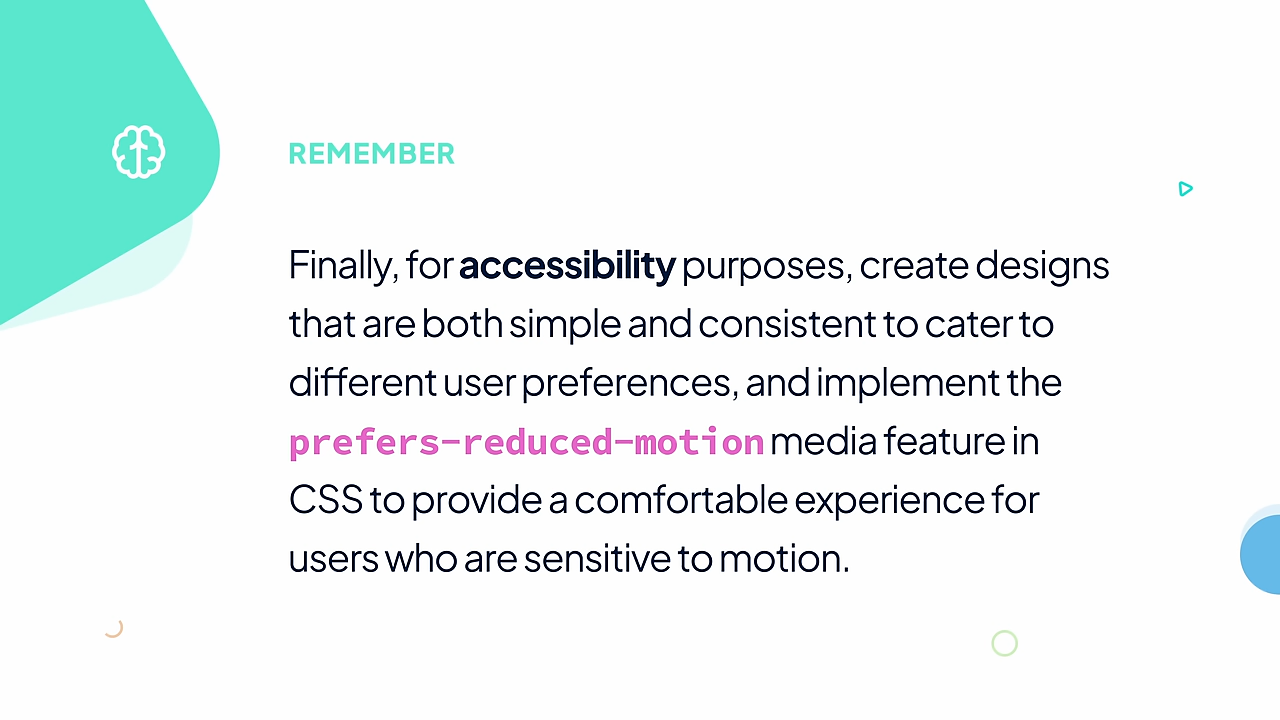 REMEMBER
Finally, for accessibility purposes, create designs
that are both simple and consistent to cater to
different user preferences, and implement the
prefers-reduced-motion media feature in
CSS to provide a comfortable experience for
users who are sensitive to motion.